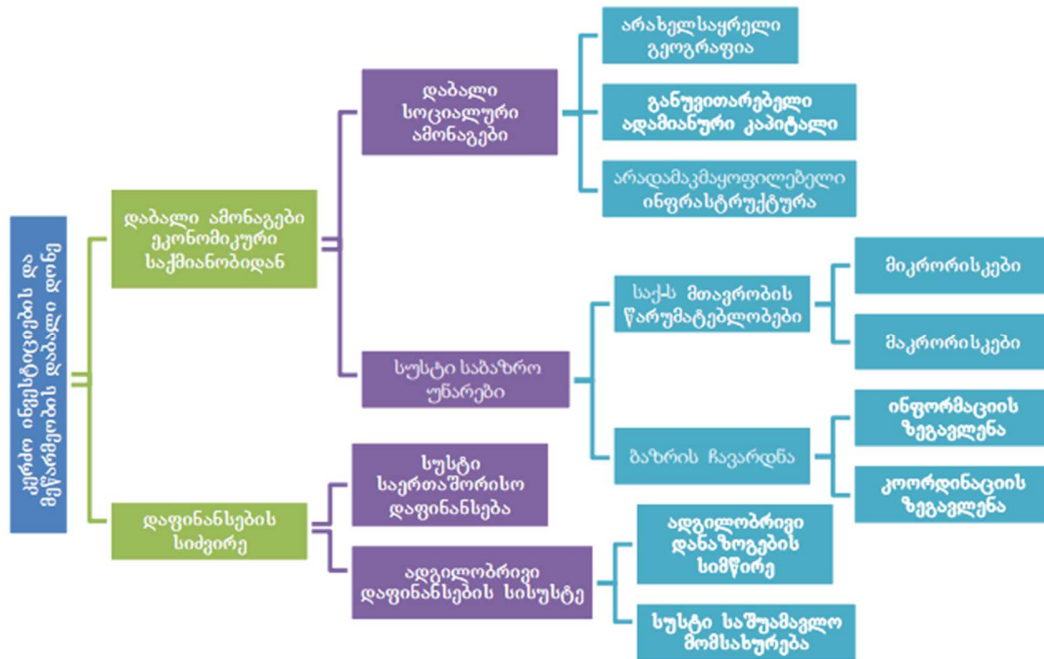 კერძო ინვესტიციების და
მეწარმეობის დაბალი დონე
დაბალი ამონაგები
ეკონომიკური
საქმიანობიდან
დაბალი
სოციალური
ამონაგები
არახელსაყრელი
გეოგრაფია
განუვითარებელი
ადამიანური კაპიტალი
არადამაკმაყოფილებელი
ინფრასტრუქტურა
სუსტი საბაზრო
უნარები
საქ-ს მთავრობის
წარუმატებლობები
მიკრორისკები
მაკრორისკები
ბაზრის ჩავარდნა
ინფორმაციის
ზეგავლენა
კოორდინაციის
ზეგავლენა
დაფინანსების
სიძვირე
სუსტი
საერთაშორისო
დაფინანსება
ადგილობრივი
დაფინანსების სისუსტე
ადგილობრივი
დანაზოგების
სიმწირე
სუსტი საშუამავლო
მომსახურება